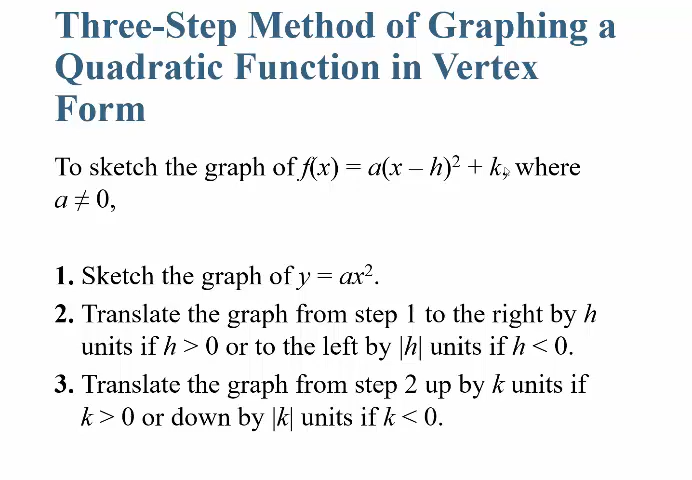 Three-Step Method of Graphing a
Quadratic Function in Vertex
Form
To sketch the graph of f(x) = a(x – h)² + k, where
a ≠ 0,
1. Sketch the graph of y = ax².
2. Translate the graph from step 1 to the right by h
units if h > 0 or to the left by |h| units if h < 0.
3. Translate the graph from step 2 up by k units if
k > 0 or down by |k| units if k < 0.